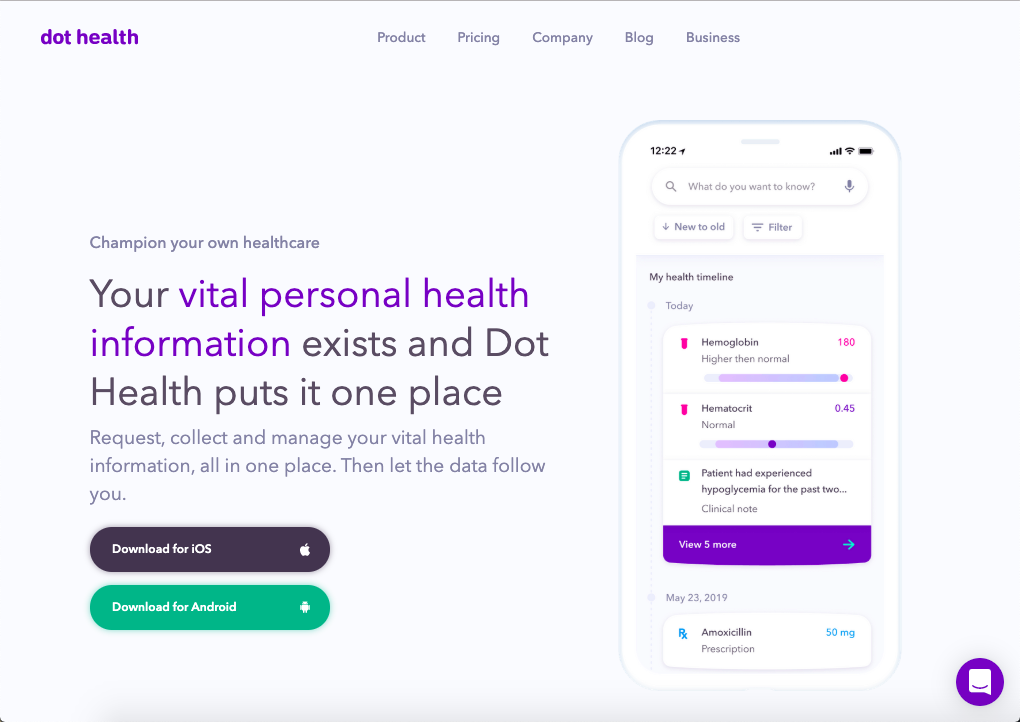 dot health
Product
Pricing
Company
Blog
Business
Champion your own healthcare
Your vital personal health
information exists and Dot
Health puts it one place
Request, collect and manage your vital health
information, all in one place. Then let the data follow
you.
Download for iOS
Download for Android
12:22
What do you want to know?
New to old
Filter
My health timeline
Today
Hemoglobin 180
Higher then normal
Hematocrit 0.45
Normal
Patient had experienced
hypoglycemia for the past two...
Clinical note
View 5 more
May 23, 2019
Amoxicillin 50 mg
Prescription